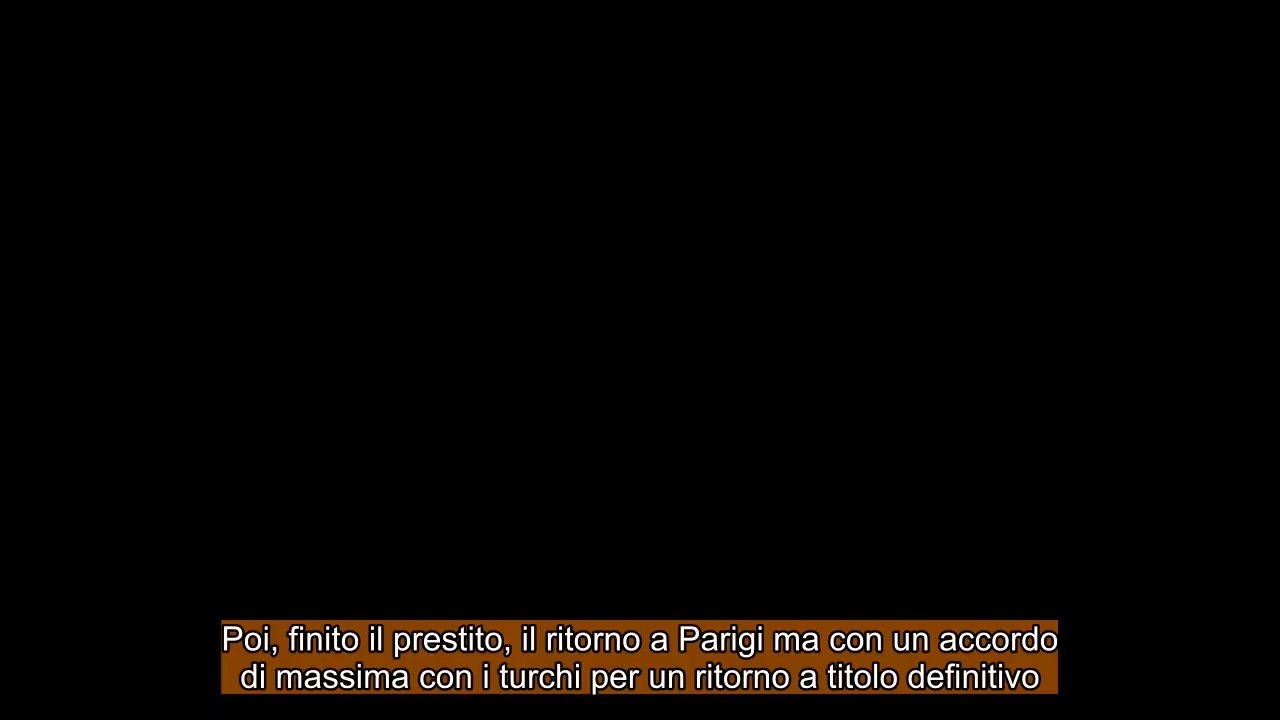 Poi, finito il prestito, il ritorno a Parigi ma con un accordo
di massima con i turchi per un ritorno a titolo definitivo